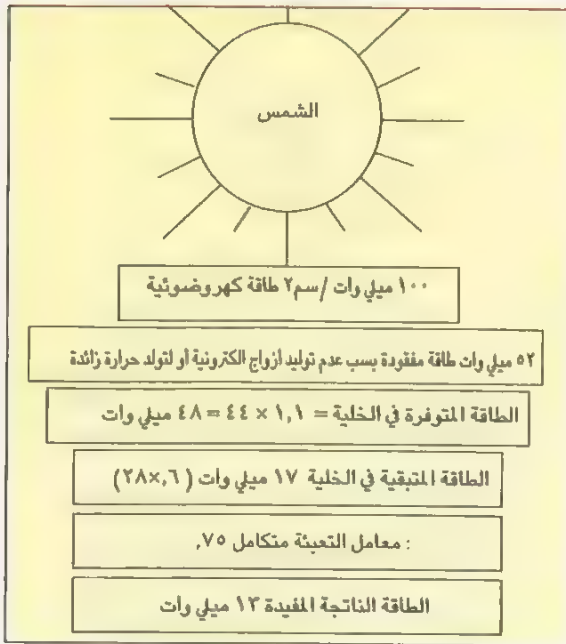 الشمس
١٠٠ ميلي وات / سم٢ طاقة كهروضوئية
٥٢ ميلي وات طاقة مفقودة بسبب عدم توليد أزواج الكترونية أو لتولد حرارة زائدة
الطاقة المتوفرة في الخلية = ١,١ × ٤٤ = ٤٨ ميلي وات
الطاقة المتبقية في الخلية ١٧ ميلي وات ( ٦, × ٢٨ )
: معامل التعبئة متكامل ٧٥,
الطاقة الناتجة المفيدة ١٣ ميلي وات